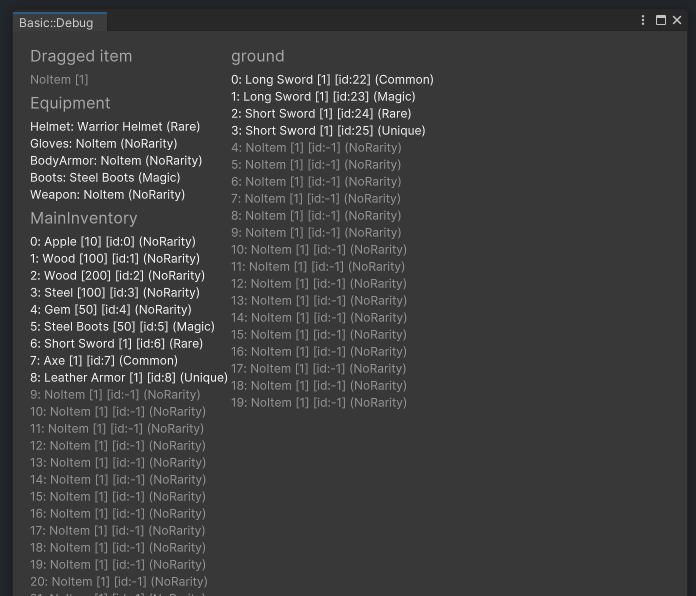 Basic::Debug
Dragged item
NoItem [1]
Equipment
Helmet: Warrior Helmet (Rare)
Gloves: NoItem (NoRarity)
BodyArmor: NoItem (NoRarity)
Boots: Steel Boots (Magic)
Weapon: NoItem (NoRarity)
MainInventory
0: Apple [10] [id:0] (NoRarity)
1: Wood [100] [id:1] (NoRarity)
2: Wood [200] [id:2] (NoRarity)
3: Steel [100] [id:3] (NoRarity)
4: Gem [50] [id:4] (NoRarity)
5: Steel Boots [50] [id:5] (Magic)
6: Short Sword [1] [id:6] (Rare)
7: Axe [1] [id:7] (Common)
8: Leather Armor [1] [id:8] (Unique)
9: NoItem [1] [id:-1] (NoRarity)
10: NoItem [1] [id:-1] (NoRarity)
11: NoItem [1] [id:-1] (NoRarity)
12: NoItem [1] [id:-1] (NoRarity)
13: NoItem [1] [id:-1] (NoRarity)
14: NoItem [1] [id:-1] (NoRarity)
15: NoItem [1] [id:-1] (NoRarity)
16: NoItem [1] [id:-1] (NoRarity)
17: NoItem [1] [id:-1] (NoRarity)
18: NoItem [1] [id:-1] (NoRarity)
19: NoItem [1] [id:-1] (NoRarity)
20: NoItem [1] [id:-1] (NoRarity)
ground
0: Long Sword [1] [id:22] (Common)
1: Long Sword [1] [id:23] (Magic)
2: Short Sword [1] [id:24] (Rare)
3: Short Sword [1] [id:25] (Unique)
4: NoItem [1] [id:-1] (NoRarity)
5: NoItem [1] [id:-1] (NoRarity)
6: NoItem [1] [id:-1] (NoRarity)
7: NoItem [1] [id:-1] (NoRarity)
8: NoItem [1] [id:-1] (NoRarity)
9: NoItem [1] [id:-1] (NoRarity)
10: NoItem [1] [id:-1] (NoRarity)
11: NoItem [1] [id:-1] (NoRarity)
12: NoItem [1] [id:-1] (NoRarity)
13: NoItem [1] [id:-1] (NoRarity)
14: NoItem [1] [id:-1] (NoRarity)
15: NoItem [1] [id:-1] (NoRarity)
16: NoItem [1] [id:-1] (NoRarity)
17: NoItem [1] [id:-1] (NoRarity)
18: NoItem [1] [id:-1] (NoRarity)
19: NoItem [1] [id:-1] (NoRarity)